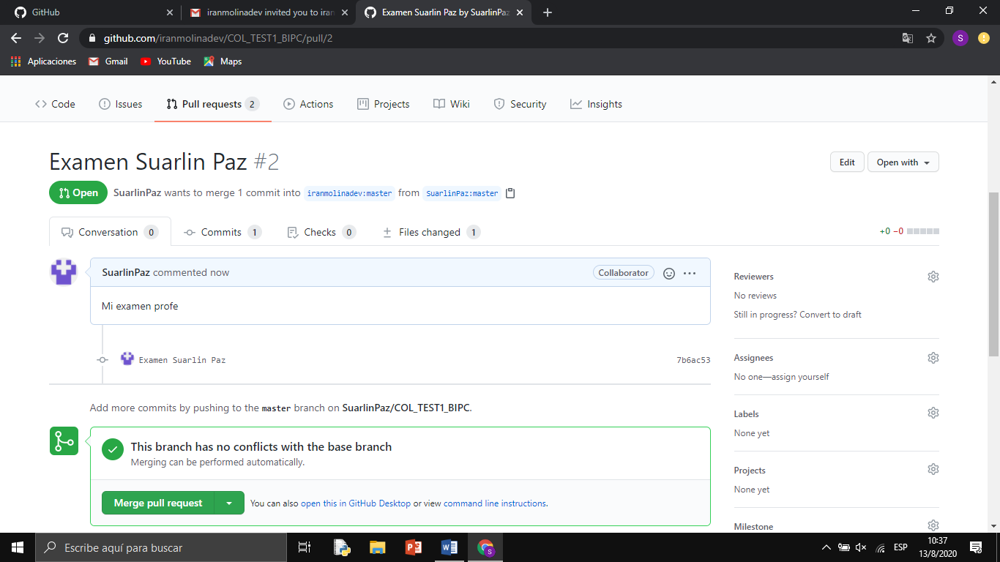 GitHub
iranmolinadev invited you to iran
Examen Suarlin Paz by SuarlinPaz
github.com/iranmolinadev/COL_TEST1_BIPC/pull/2
S
Aplicaciones Gmail YouTube Maps
Code Issues Pull requests 2 Actions Projects Wiki Security Insights
Examen Suarlin Paz #2
Edit Open with
Open SuarlinPaz wants to merge 1 commit into iranmolinadev:master from SuarlinPaz:master
Conversation 0 Commits 1 Checks 0 Files changed 1 +0 −0
SuarlinPaz commented now Collaborator
Mi examen profe
Examen Suarlin Paz 7b6ac53
Add more commits by pushing to the master branch on SuarlinPaz/COL_TEST1_BIPC.
This branch has no conflicts with the base branch
Merging can be performed automatically.
Merge pull request You can also open this in GitHub Desktop or view command line instructions.
Reviewers
No reviews
Still in progress? Convert to draft
Assignees
No one—assign yourself
Labels
None yet
Projects
None yet
Milestone
Escribe aquí para buscar
ESP
10:37
13/8/2020